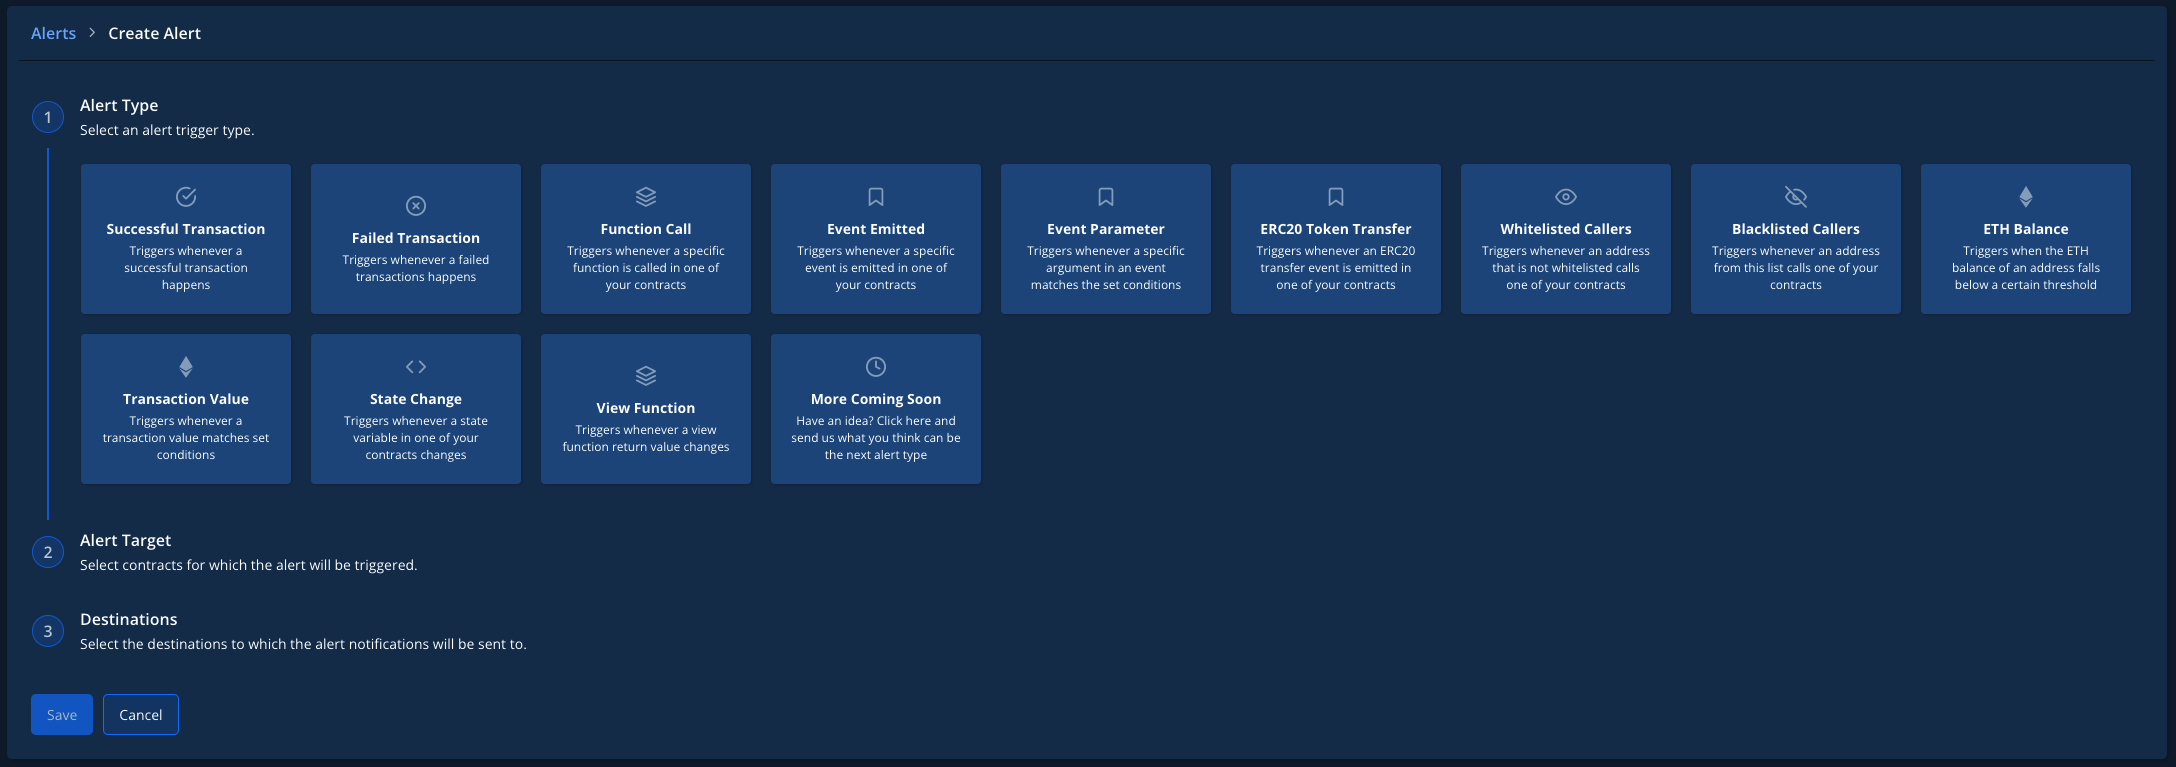 Alerts > Create Alert
1
Alert Type
Select an alert trigger type.
Successful Transaction
Triggers whenever a
successful transaction
happens
Failed Transaction
Triggers whenever a failed
transactions happens
Function Call
Triggers whenever a specific
function is called in one of
your contracts
Event Emitted
Triggers whenever a specific
event is emitted in one of
your contracts
Event Parameter
Triggers whenever a specific
argument in an event
matches the set conditions
ERC20 Token Transfer
Triggers whenever an ERC20
transfer event is emitted in
one of your contracts
Whitelisted Callers
Triggers whenever an address
that is not whitelisted calls
one of your contracts
Blacklisted Callers
Triggers whenever an address
from this list calls one of your
contracts
ETH Balance
Triggers when the ETH
balance of an address falls
below a certain threshold
Transaction Value
Triggers whenever a
transaction value matches set
conditions
State Change
Triggers whenever a state
variable in one of your
contracts changes
View Function
Triggers whenever a view
function return value changes
More Coming Soon
Have an idea? Click here and
send us what you think can be
the next alert type
2
Alert Target
Select contracts for which the alert will be triggered.
3
Destinations
Select the destinations to which the alert notifications will be sent to.
Save
Cancel